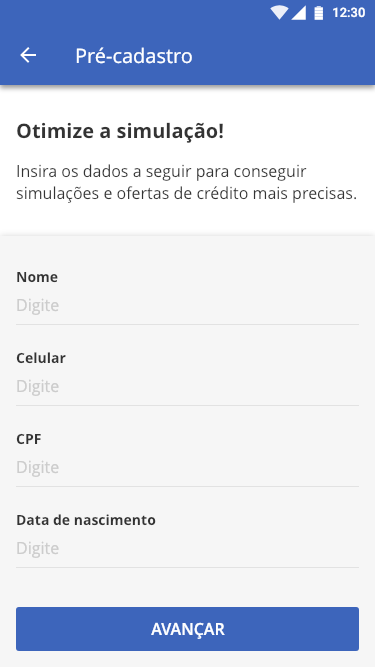 12:30
Pré-cadastro
Otimize a simulação!
Insira os dados a seguir para conseguir
simulações e ofertas de crédito mais precisas.
Nome
Digite
Celular
Digite
CPF
Digite
Data de nascimento
Digite
AVANÇAR